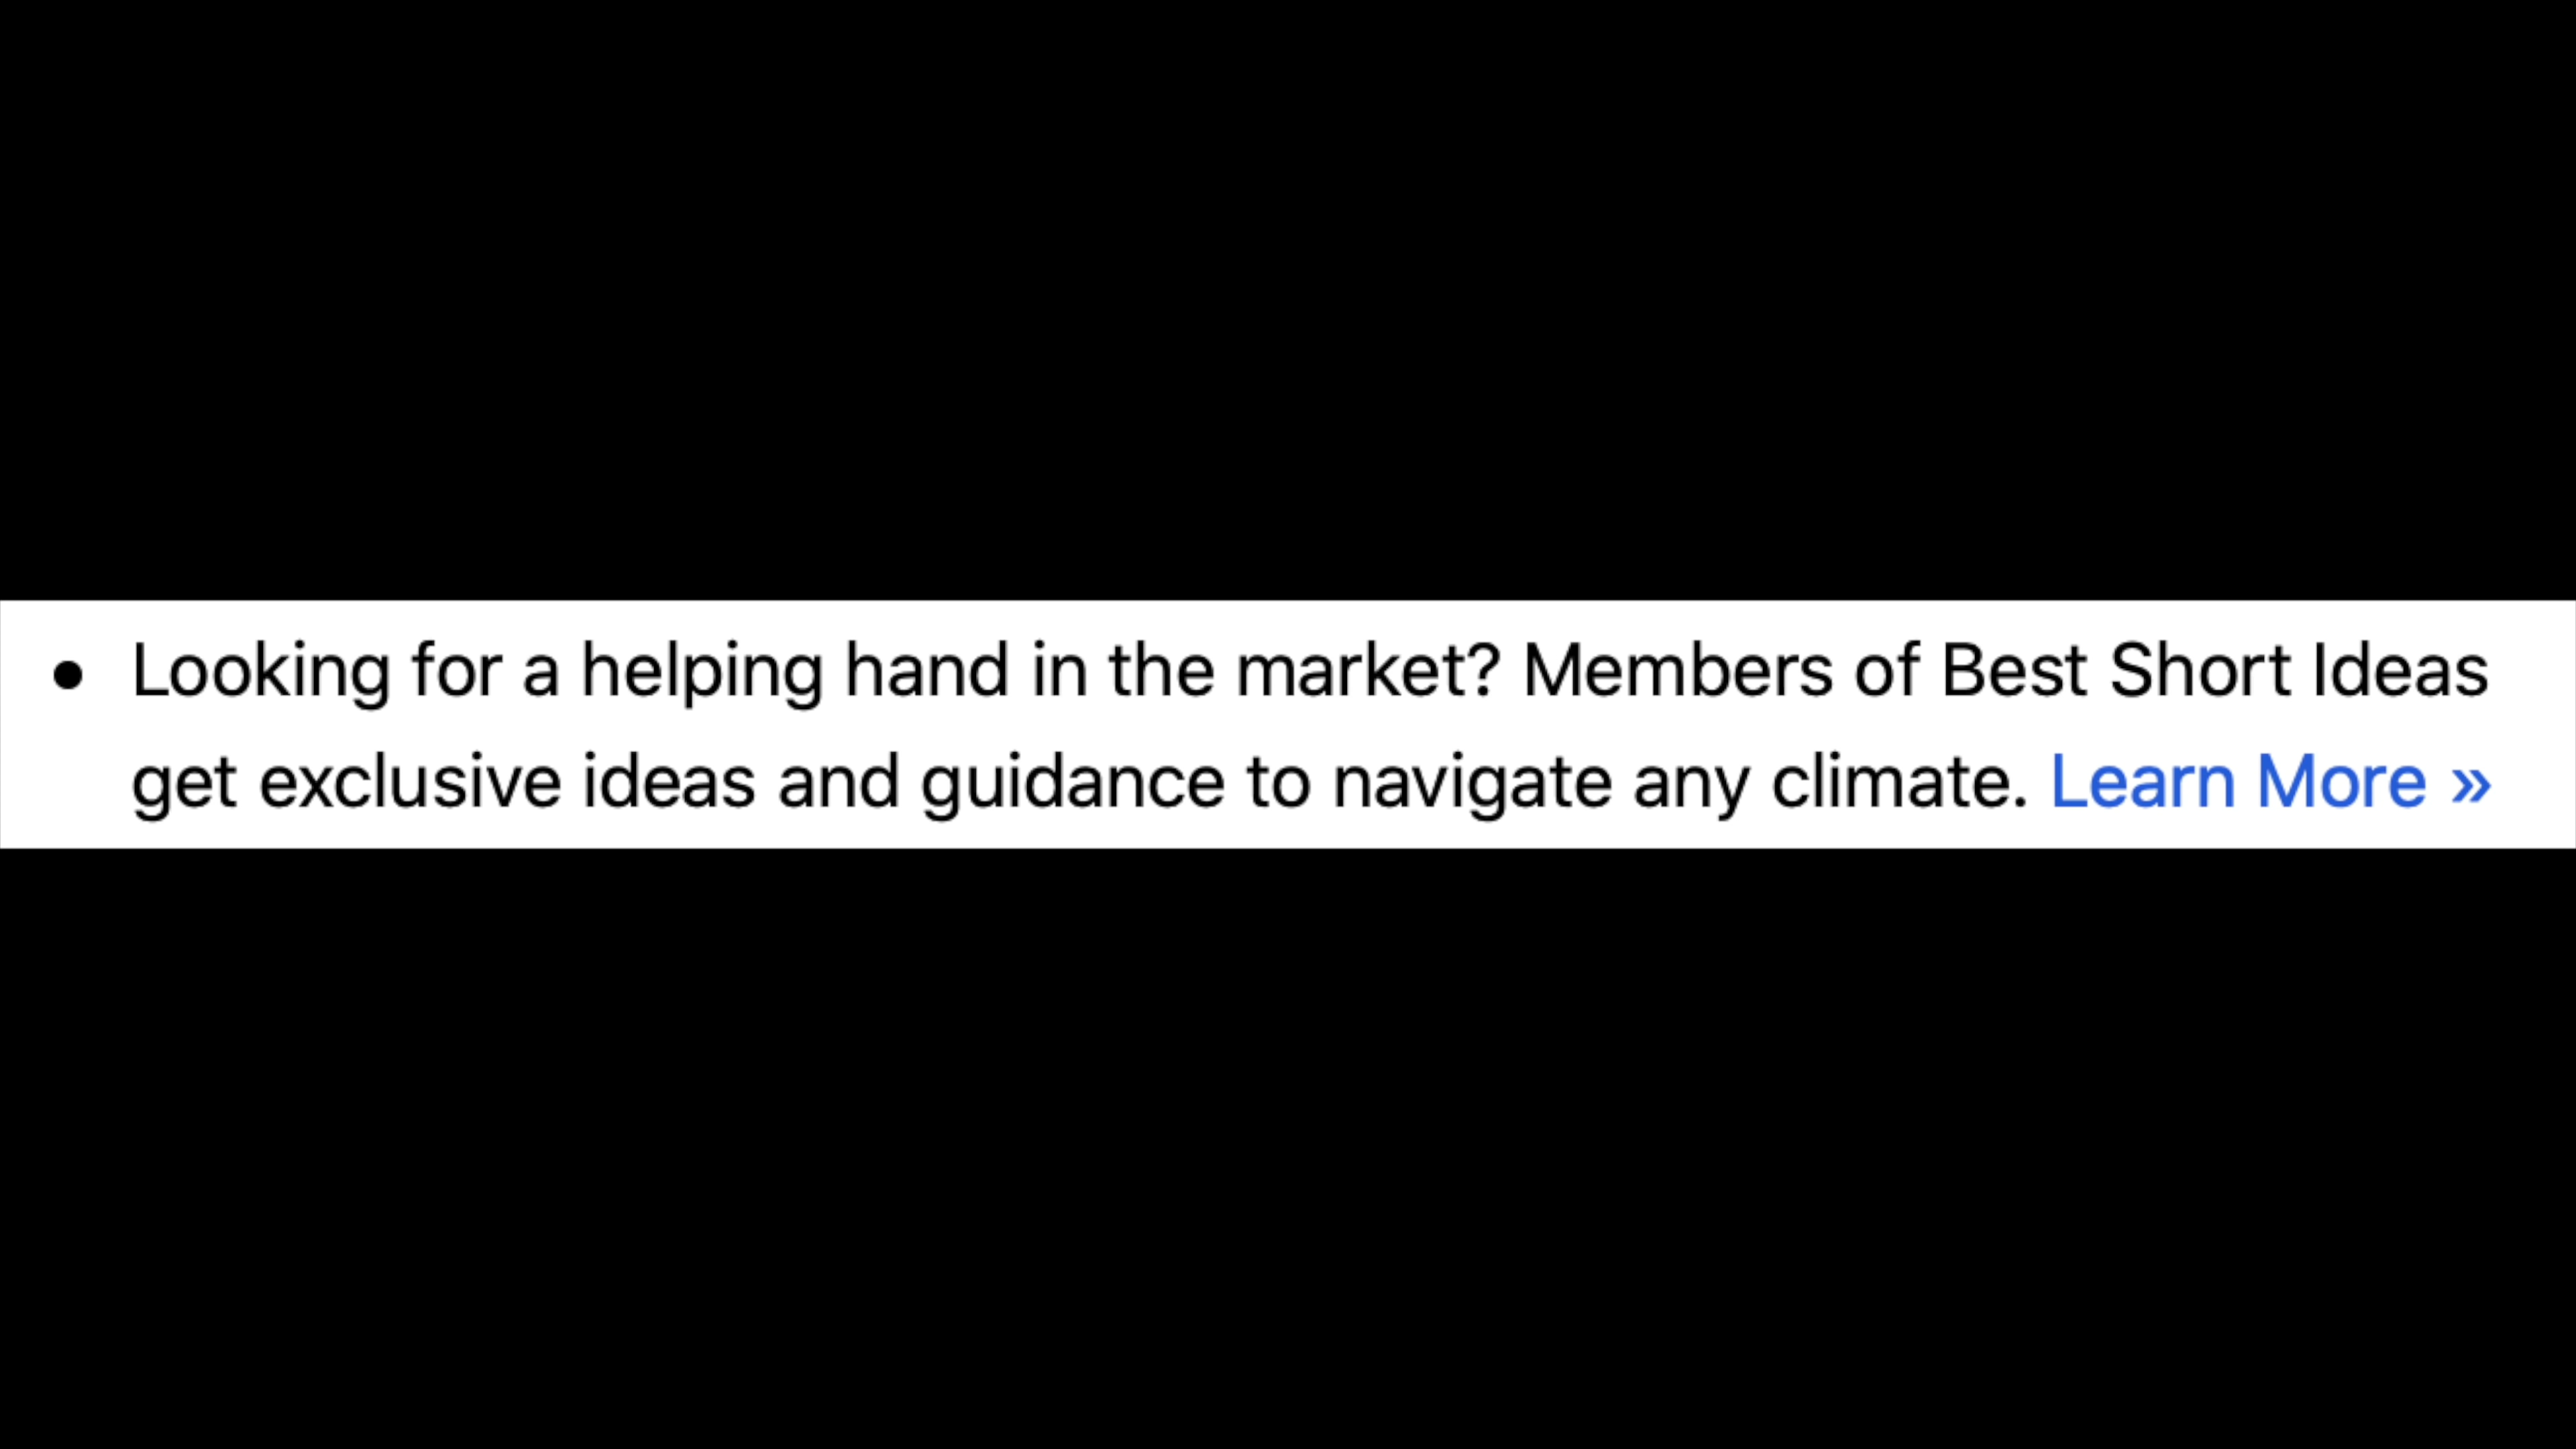 • Looking for a helping hand in the market? Members of Best Short Ideas
get exclusive ideas and guidance to navigate any climate. Learn More »